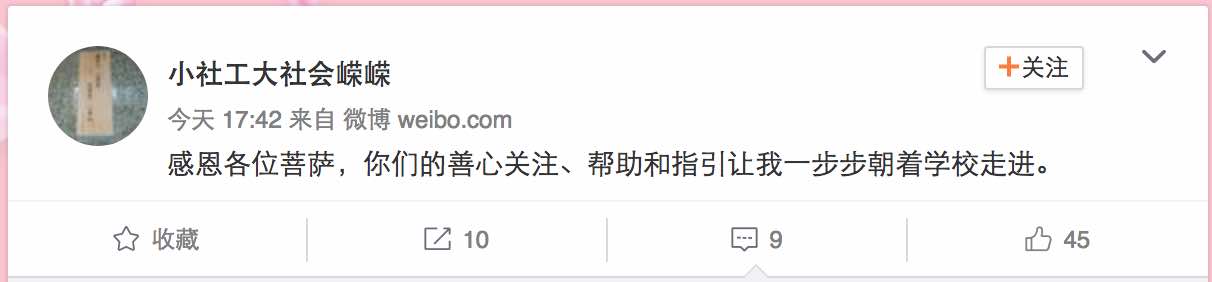 小社工大社会嵘嵘
+关注
今天 17:42 来自 微博 weibo.com
感恩各位菩萨，你们的善心关注、帮助和指引让我一步步朝着学校走进。
收藏
10
9
45